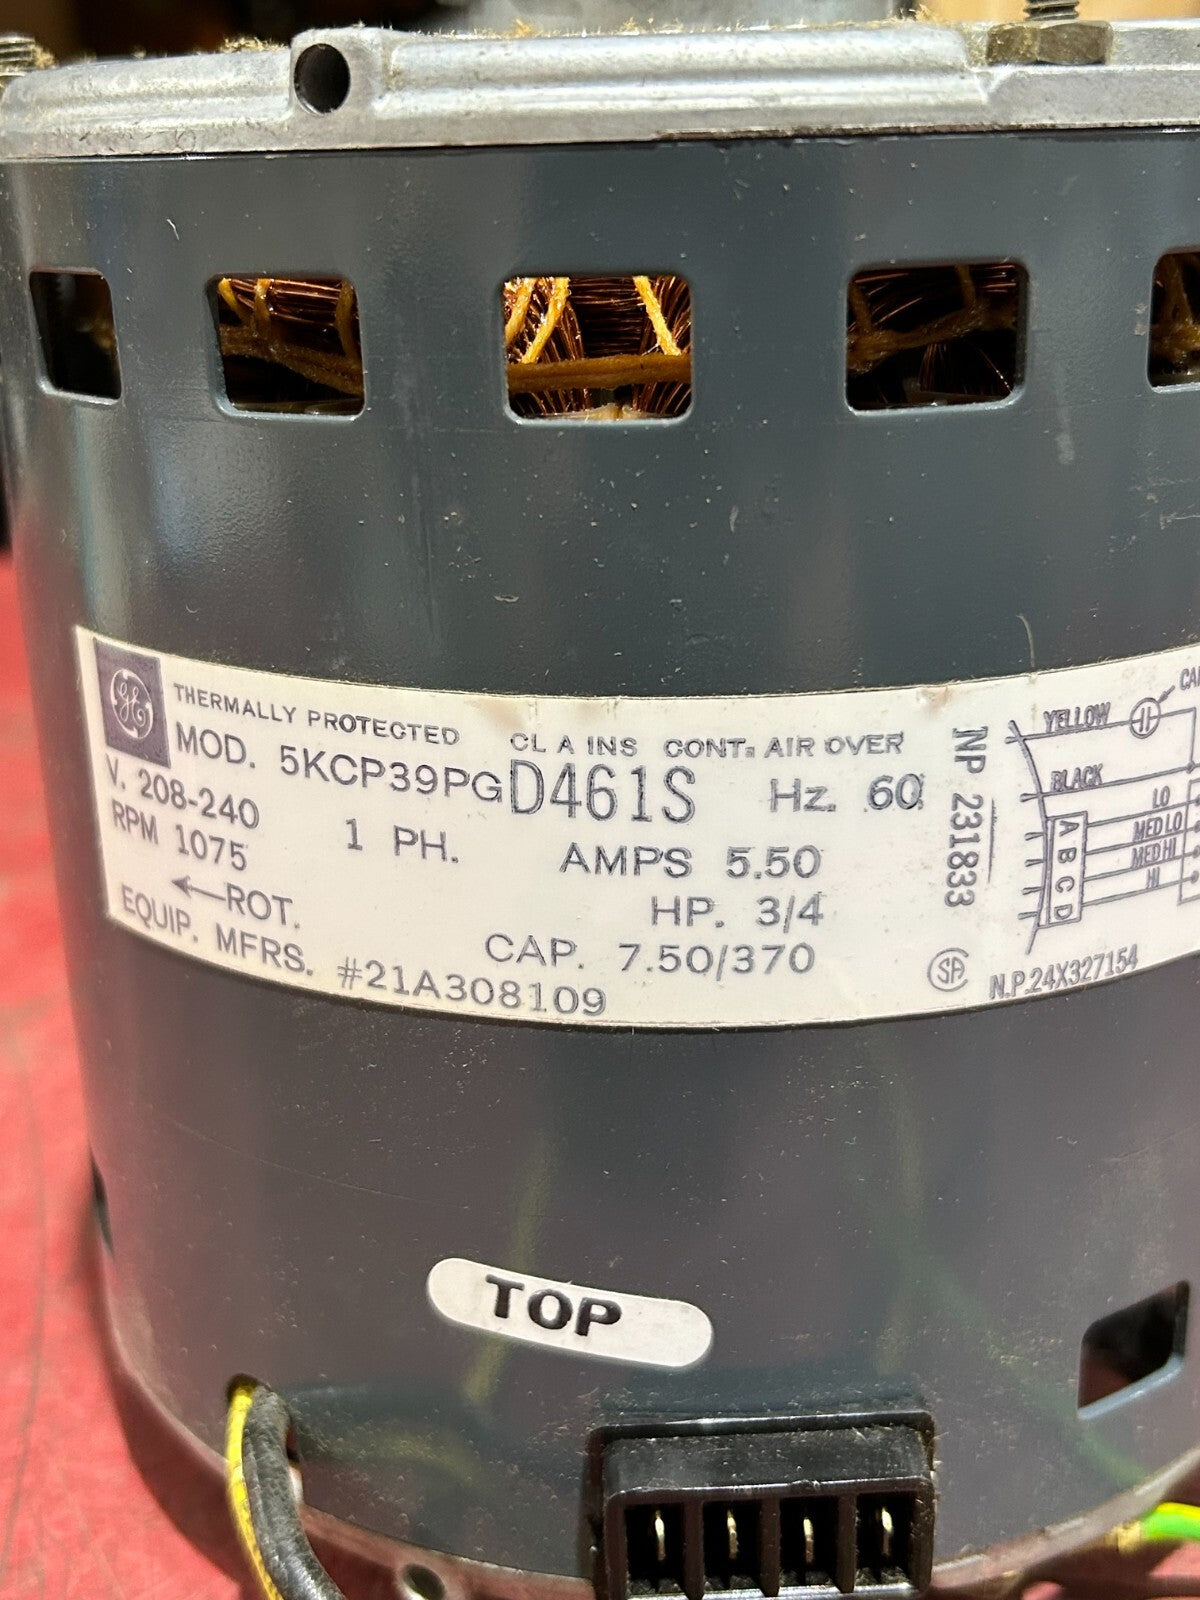 THERMALLY PROTECTED CL A INS CONT: AIR OVER
MOD. 5KCP39PGD461S Hz. 60
V. 208-240 1 PH. AMPS 5.50
RPM 1075 HP. 3/4
←ROT. CAP. 7.50/370
EQUIP. MFRS. #21A308109
NP 231833
YELLOW
BLACK
LO
MED LO
MED HI
HI
A
B
C
D
SA
N.P.24X327154
TOP